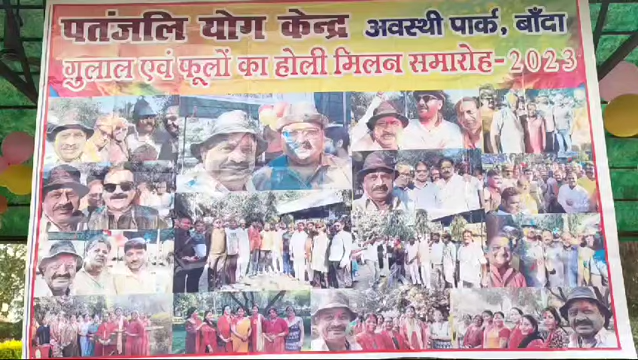 पतंजलि योग केन्द्र अवस्थी पार्क, बाँदा
गुलाल एवं फूलों का होली मिलन समारोह-2023